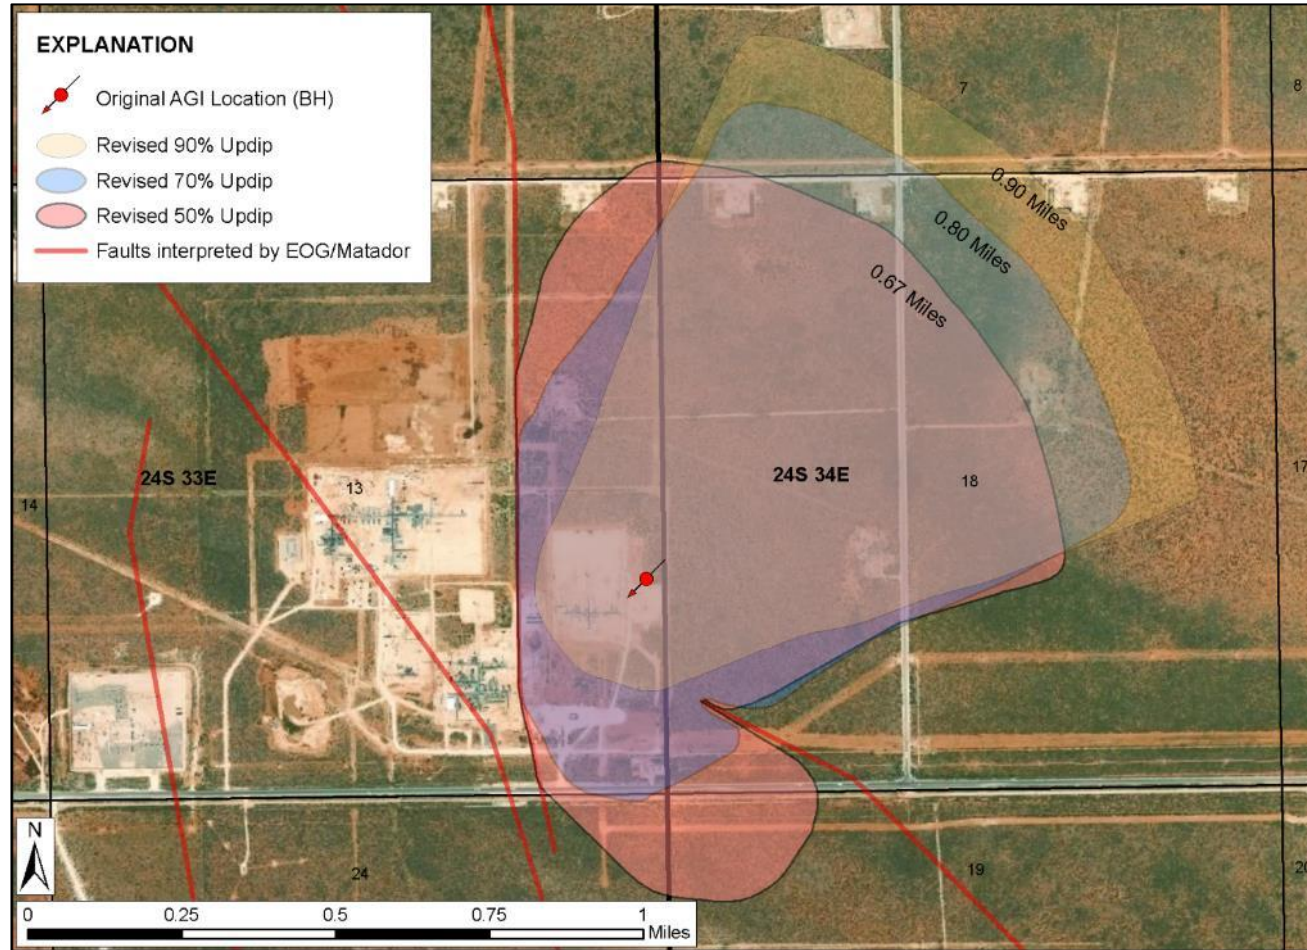 EXPLANATION
Original AGI Location (BH)
Revised 90% Updip
Revised 70% Updip
Revised 50% Updip
Faults interpreted by EOG/Matador
7
8
0.90 Miles
0.80 Miles
0.67 Miles
24S 33E
13
14
24S 34E
18
17
N
24
19
20
0 0.25 0.5 0.75 1
Miles